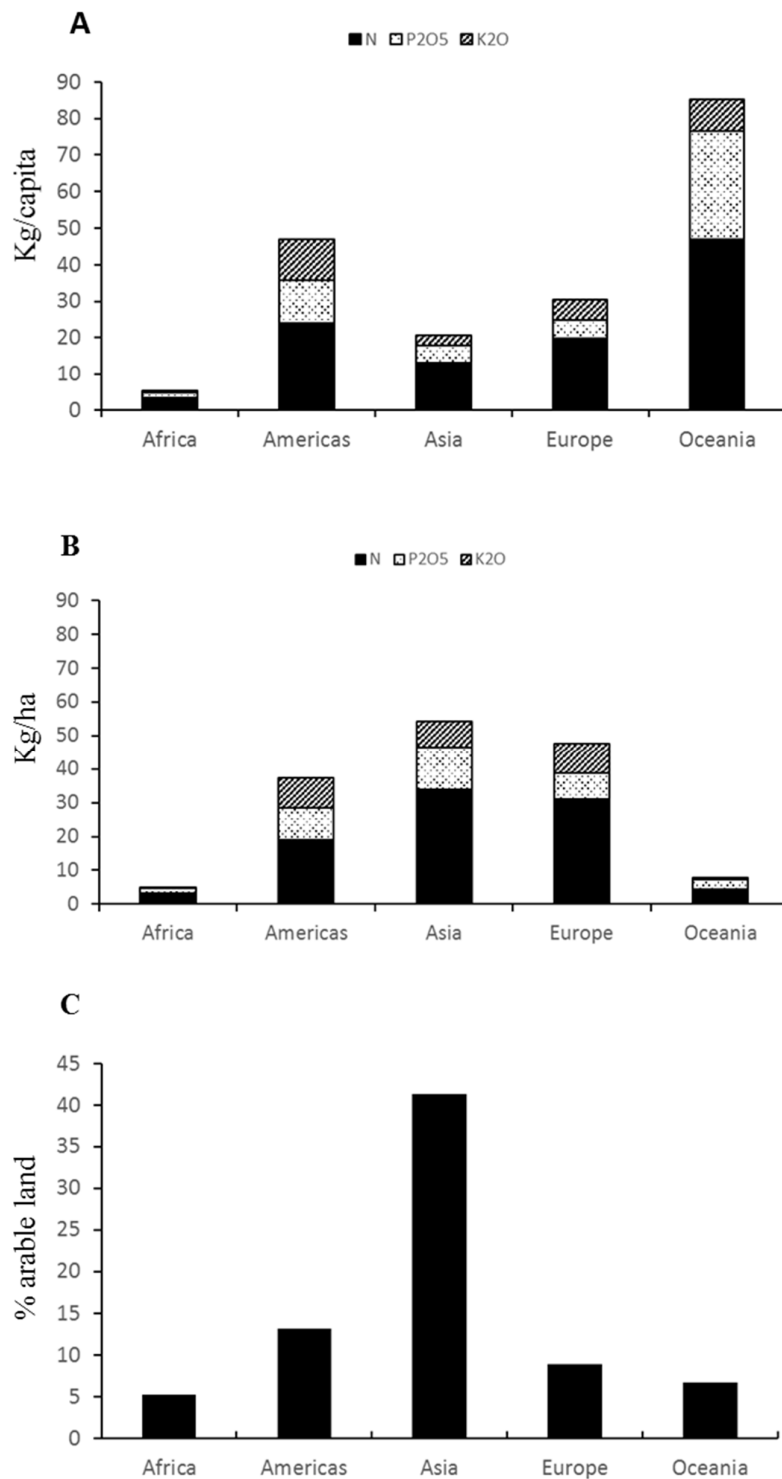 A
N P2O5 K2O
Kg/capita
90
80
70
60
50
40
30
20
10
0
Africa Americas Asia Europe Oceania
B
N P2O5 K2O
Kg/ha
90
80
70
60
50
40
30
20
10
0
Africa Americas Asia Europe Oceania
C
% arable land
45
40
35
30
25
20
15
10
5
0
Africa Americas Asia Europe Oceania